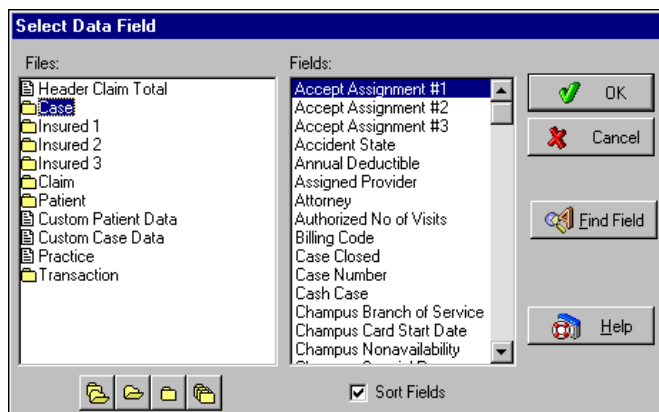 Select Data Field
Files:
Header Claim Total
Case
Insured 1
Insured 2
Insured 3
Claim
Patient
Custom Patient Data
Custom Case Data
Practice
Transaction
Fields:
Accept Assignment #1
Accept Assignment #2
Accept Assignment #3
Accident State
Annual Deductible
Assigned Provider
Attorney
Authorized No of Visits
Billing Code
Case Closed
Case Number
Cash Case
Champus Branch of Service
Champus Card Start Date
Champus Nonavailability
OK
Cancel
Find Field
Help
Sort Fields